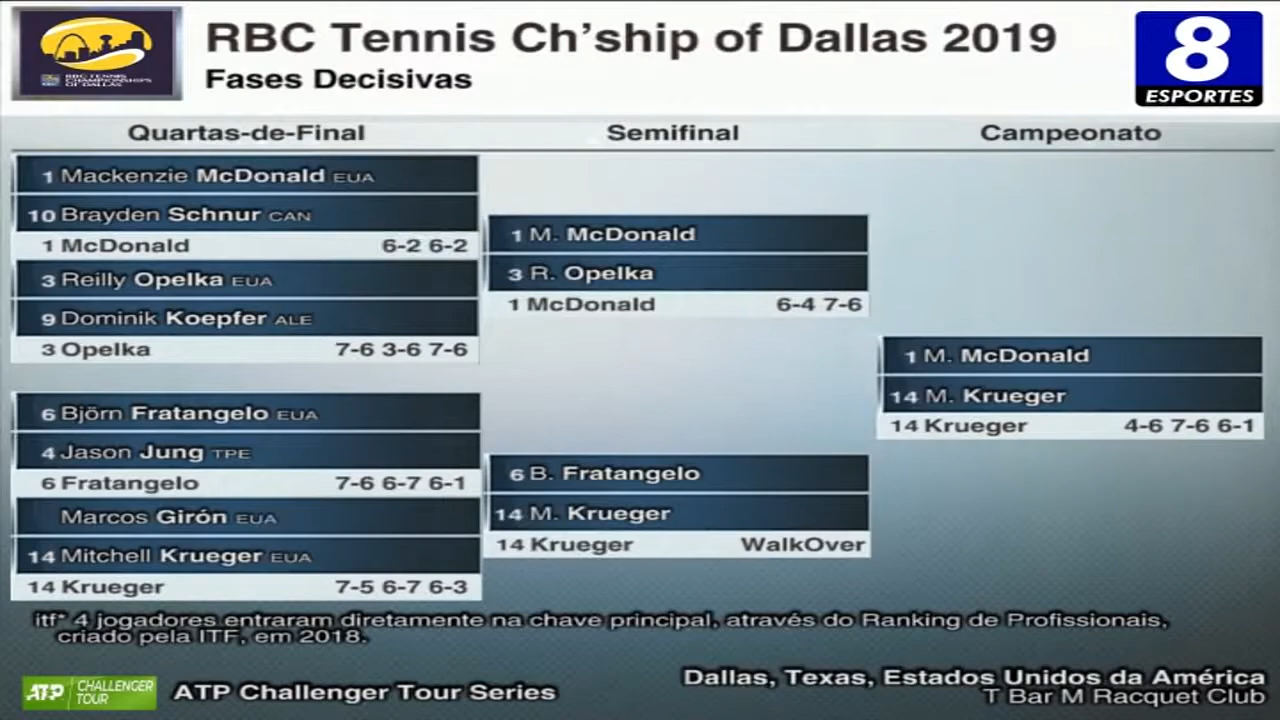 RBC Tennis Ch'ship of Dallas 2019
Fases Decisivas
RBC TENNIS
CHAMPIONSHIPS
OF DALLAS
8
ESPORTES
Quartas-de-Final
Semifinal
Campeonato
1 Mackenzie McDonald EUA
10 Brayden Schnur CAN
1 McDonald 6-2 6-2
3 Reilly Opelka EUA
9 Dominik Koepfer ALE
3 Opelka 7-6 3-6 7-6
6 Björn Fratangelo EUA
4 Jason Jung TPE
6 Fratangelo 7-6 6-7 6-1
Marcos Girón EUA
14 Mitchell Krueger EUA
14 Krueger 7-5 6-7 6-3
1 M. McDonald
3 R. Opelka
1 McDonald 6-4 7-6
6 B. Fratangelo
14 M. Krueger
14 Krueger WalkOver
1 M. McDonald
14 M. Krueger
14 Krueger 4-6 7-6 6-1
itf* 4 jogadores entraram diretamente na chave principal, através do Ranking de Profissionais,
criado pela ITF, em 2018.
ATP CHALLENGER
TOUR
ATP Challenger Tour Series
Dallas, Texas, Estados Unidos da América
T Bar M Racquet Club